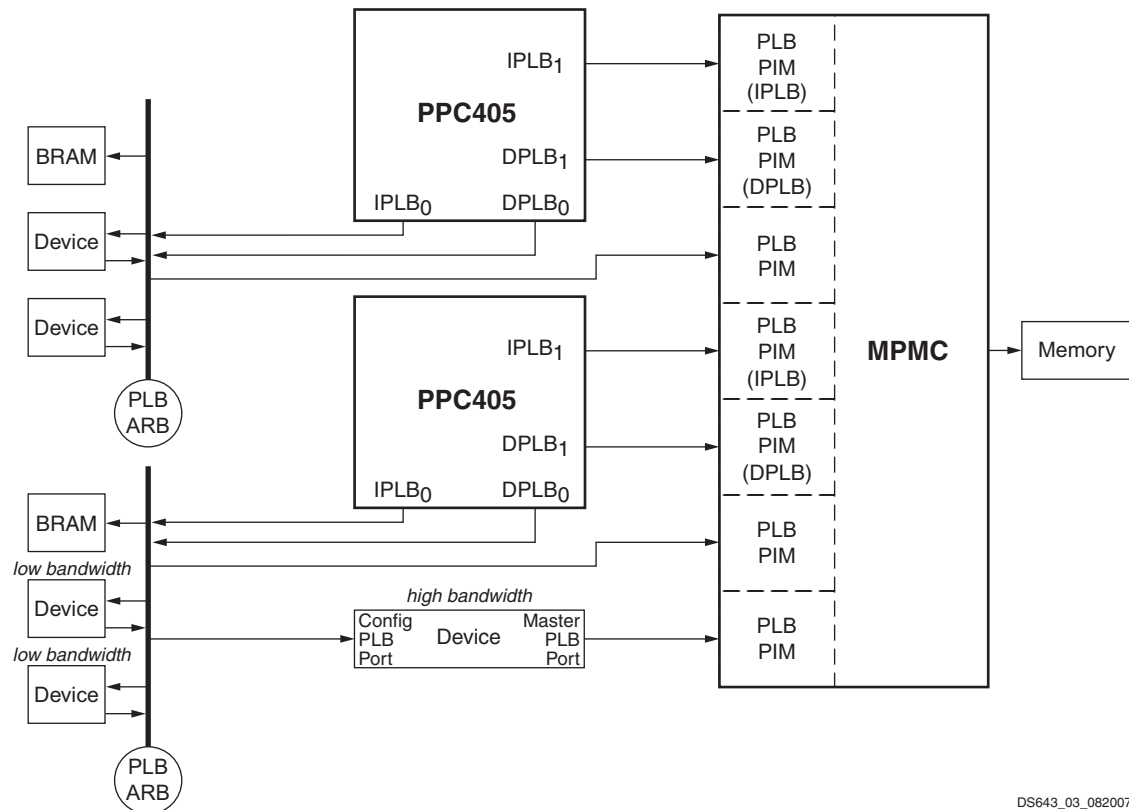 IPLB1
PLB
PIM
(IPLB)
PPC405
BRAM
DPLB1
PLB
PIM
(DPLB)
IPLB0
DPLB0
Device
PLB
PIM
Device
IPLB1
PLB
PIM
(IPLB)
MPMC
Memory
PPC405
PLB
ARB
DPLB1
PLB
PIM
(DPLB)
IPLB0
DPLB0
BRAM
PLB
PIM
low bandwidth
Device
high bandwidth
Config
PLB
Port
Device
Master
PLB
Port
PLB
PIM
low bandwidth
Device
PLB
ARB
DS643_03_082007